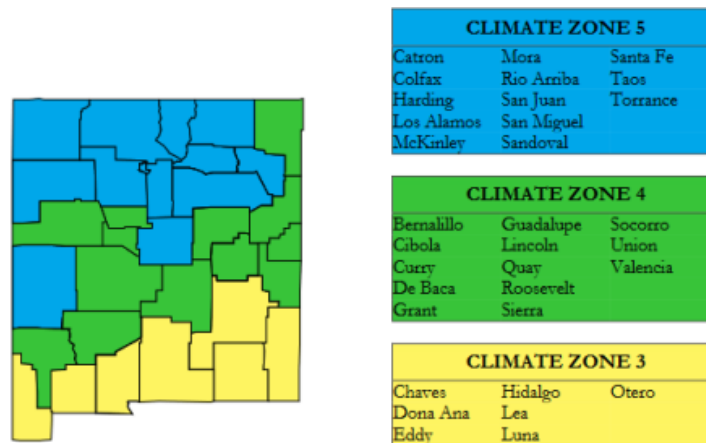 CLIMATE ZONE 5
Catron Mora Santa Fe
Colfax Rio Arriba Taos
Harding San Juan Torrance
Los Alamos San Miguel
McKinley Sandoval
CLIMATE ZONE 4
Bernalillo Guadalupe Socorro
Cibola Lincoln Union
Curry Quay Valencia
De Baca Roosevelt
Grant Sierra
CLIMATE ZONE 3
Chaves Hidalgo Otero
Dona Ana Lea
Eddy Luna